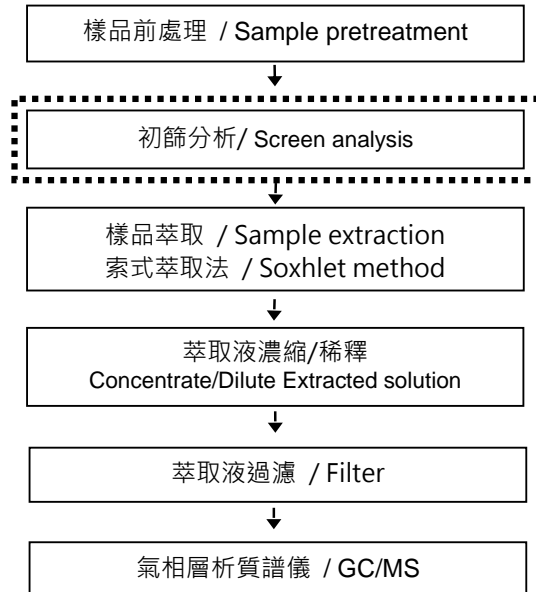 樣品前處理 / Sample pretreatment
初篩分析/ Screen analysis
樣品萃取 / Sample extraction
索式萃取法 / Soxhlet method
萃取液濃縮/稀釋
Concentrate/Dilute Extracted solution
萃取液過濾 / Filter
氣相層析質譜儀 / GC/MS